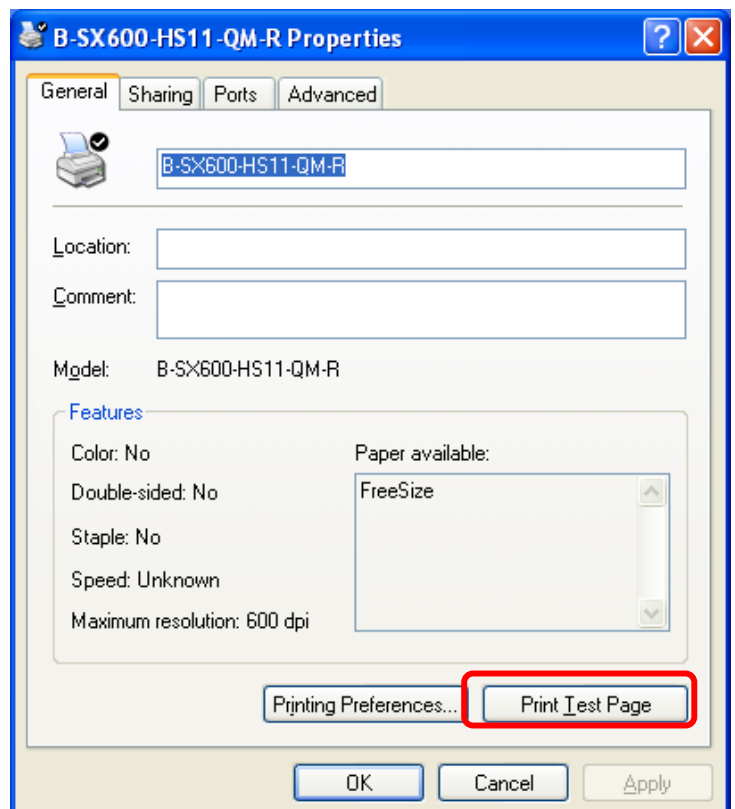 B-SX600-HS11-QM-R Properties
General Sharing Ports Advanced
B-SX600-HS11-QM-R
Location:
Comment:
Model: B-SX600-HS11-QM-R
Features
Color: No
Paper available:
Double-sided: No
FreeSize
Staple: No
Speed: Unknown
Maximum resolution: 600 dpi
Printing Preferences... Print Test Page
OK Cancel Apply